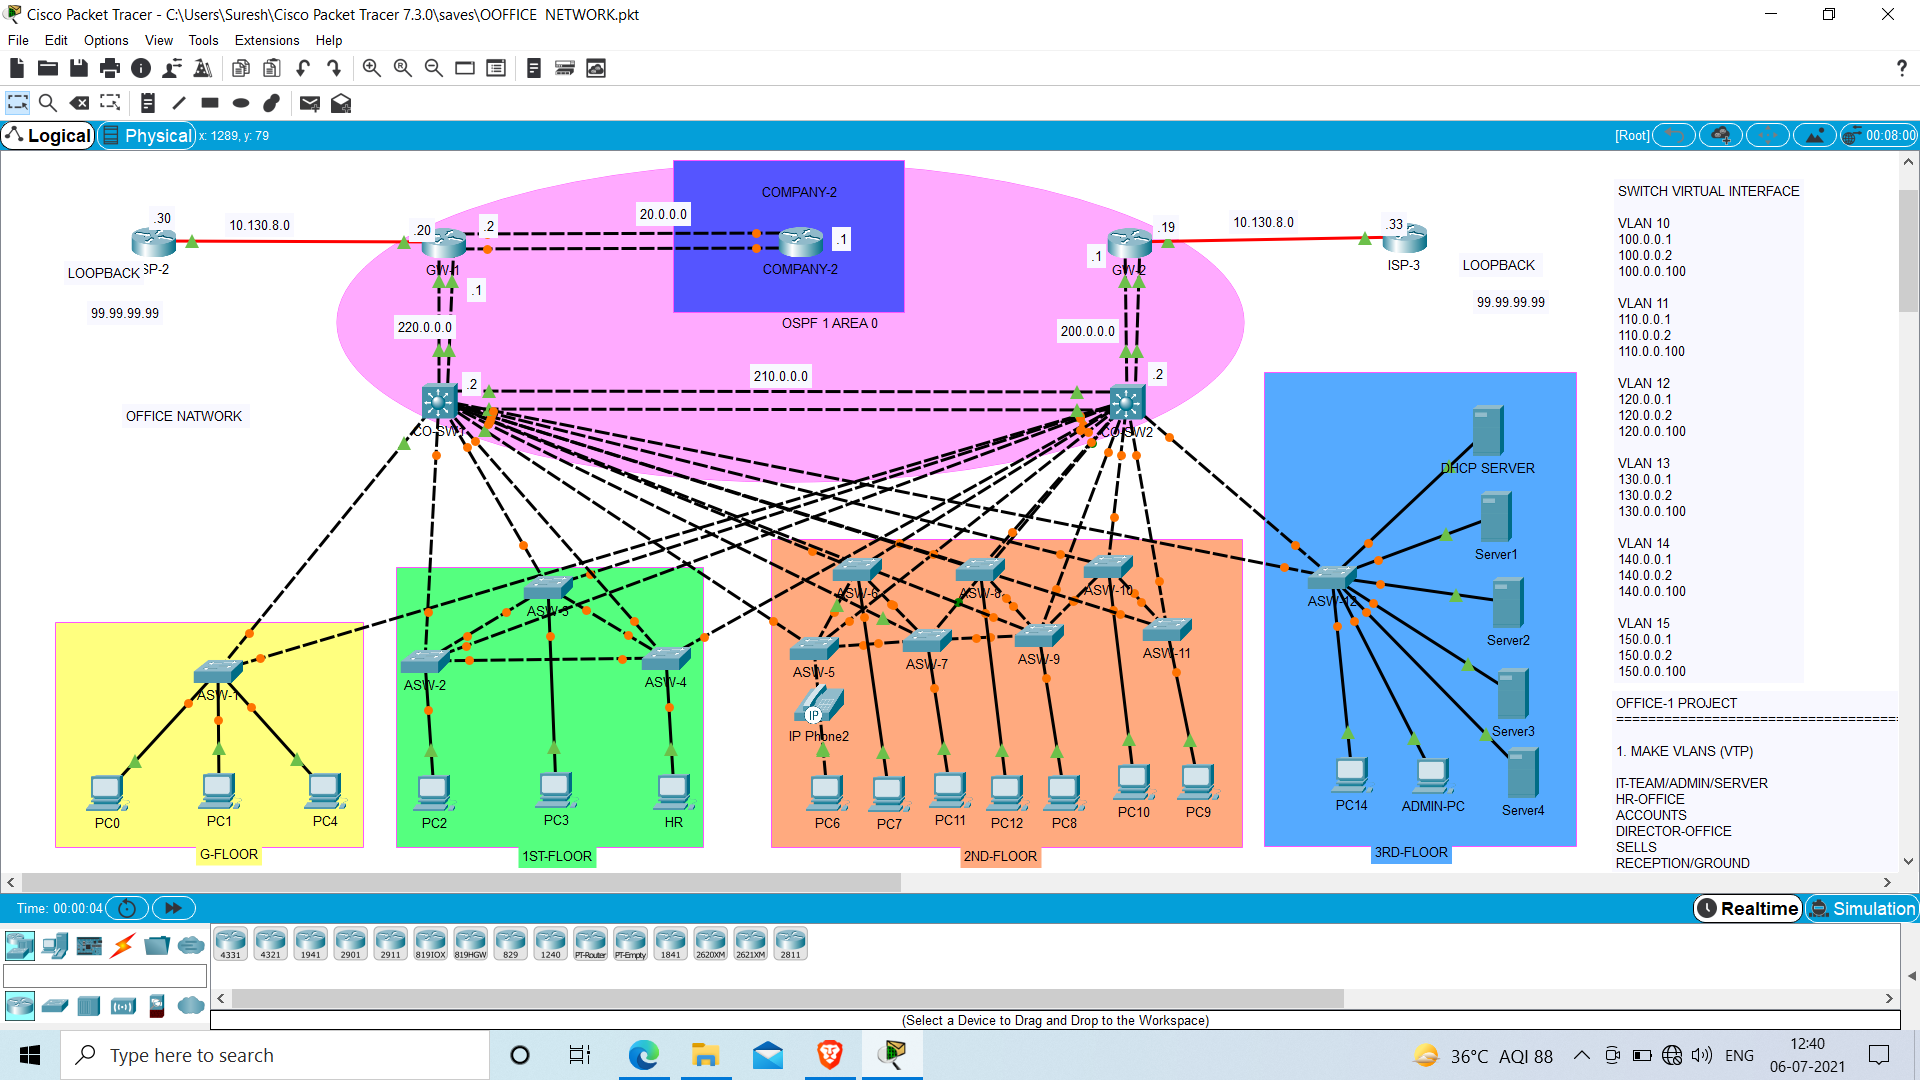 Cisco Packet Tracer - C:\Users\Suresh\Cisco Packet Tracer 7.3.0\saves\OOFFICE  NETWORK.pkt
File Edit Options View Tools Extensions Help
Logical Physical x: 1289, y: 79 [Root] 00:08:00
COMPANY-2
20.0.0.0
.30
10.130.8.0
.20
.2
.1
COMPANY-2
GW-1
SP-2
LOOPBACK
99.99.99.99
.1
220.0.0.0
.2
CO-SW1
OSPF 1 AREA 0
210.0.0.0
.19
10.130.8.0
.33
.1
GW-2
ISP-3
LOOPBACK
99.99.99.99
200.0.0.0
.2
CO-SW2
OFFICE NATWORK
ASW-1
PC0
PC1
PC4
G-FLOOR
ASW-3
ASW-2
ASW-4
PC2
PC3
HR
1ST-FLOOR
ASW-6
ASW-8
ASW-10
ASW-5
ASW-7
ASW-9
ASW-11
IP
IP Phone2
PC6
PC7
PC11
PC12
PC8
PC10
PC9
2ND-FLOOR
DHCP SERVER
Server1
ASW-12
Server2
Server3
PC14
ADMIN-PC
Server4
3RD-FLOOR
SWITCH VIRTUAL INTERFACE
VLAN 10
100.0.0.1
100.0.0.2
100.0.0.100
VLAN 11
110.0.0.1
110.0.0.2
110.0.0.100
VLAN 12
120.0.0.1
120.0.0.2
120.0.0.100
VLAN 13
130.0.0.1
130.0.0.2
130.0.0.100
VLAN 14
140.0.0.1
140.0.0.2
140.0.0.100
VLAN 15
150.0.0.1
150.0.0.2
150.0.0.100
OFFICE-1 PROJECT
===================================
1. MAKE VLANS (VTP)
IT-TEAM/ADMIN/SERVER
HR-OFFICE
ACCOUNTS
DIRECTOR-OFFICE
SELLS
RECEPTION/GROUND
Time: 00:00:04 Realtime Simulation
4331 4321 1941 2901 2911 819IOX 819HGW 829 1240 PT-Router PT-Empty 1841 2620XM 2621XM 2811
(Select a Device to Drag and Drop to the Workspace)
Type here to search
36°C AQI 88 ENG
12:40
06-07-2021